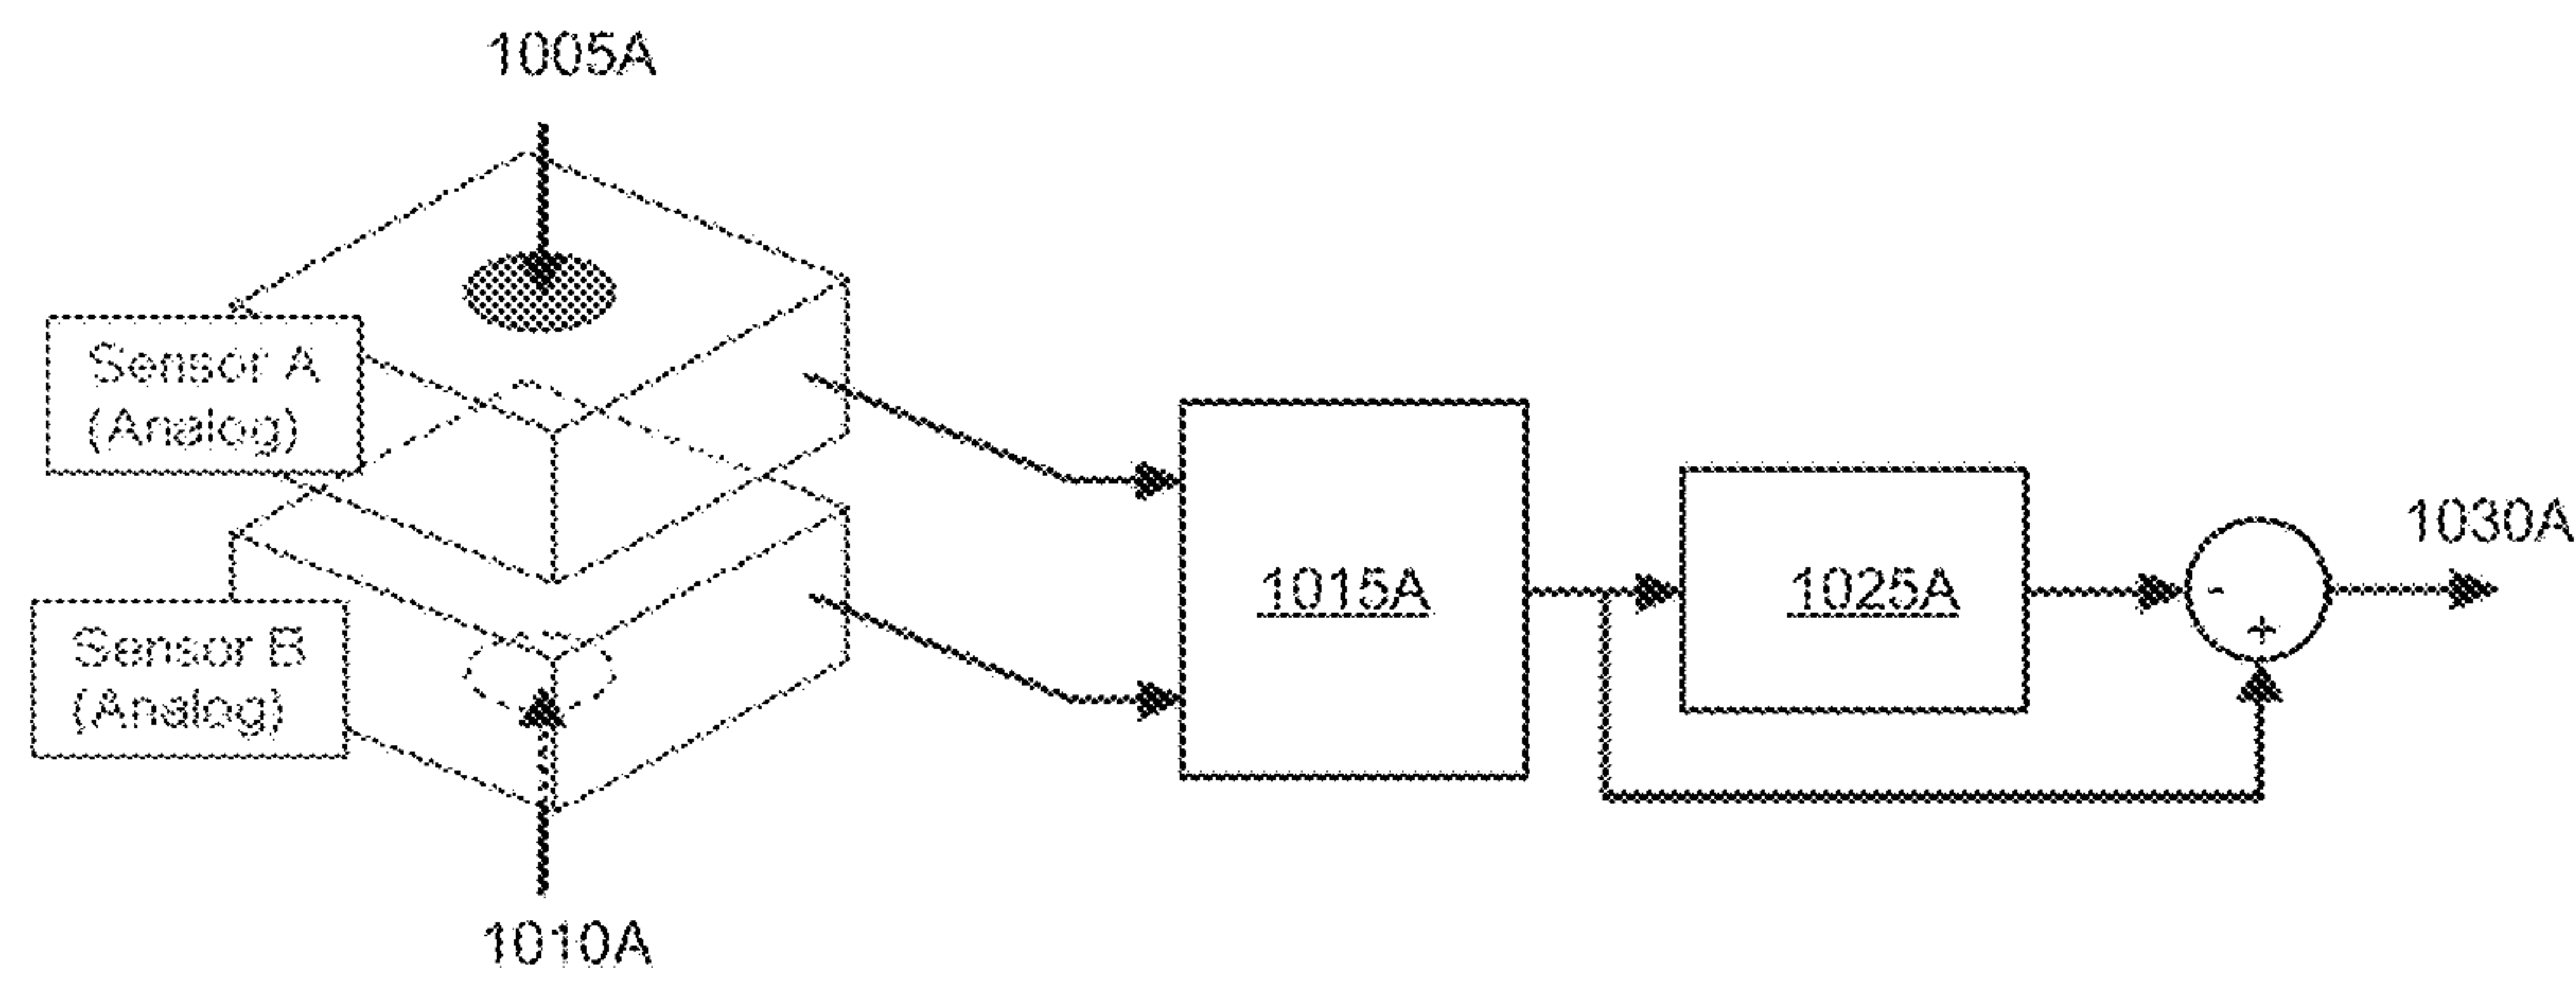 1005A
Sensor A
(Analog)
Sensor B
(Analog)
1010A
1015A
1025A
-
+
1030A